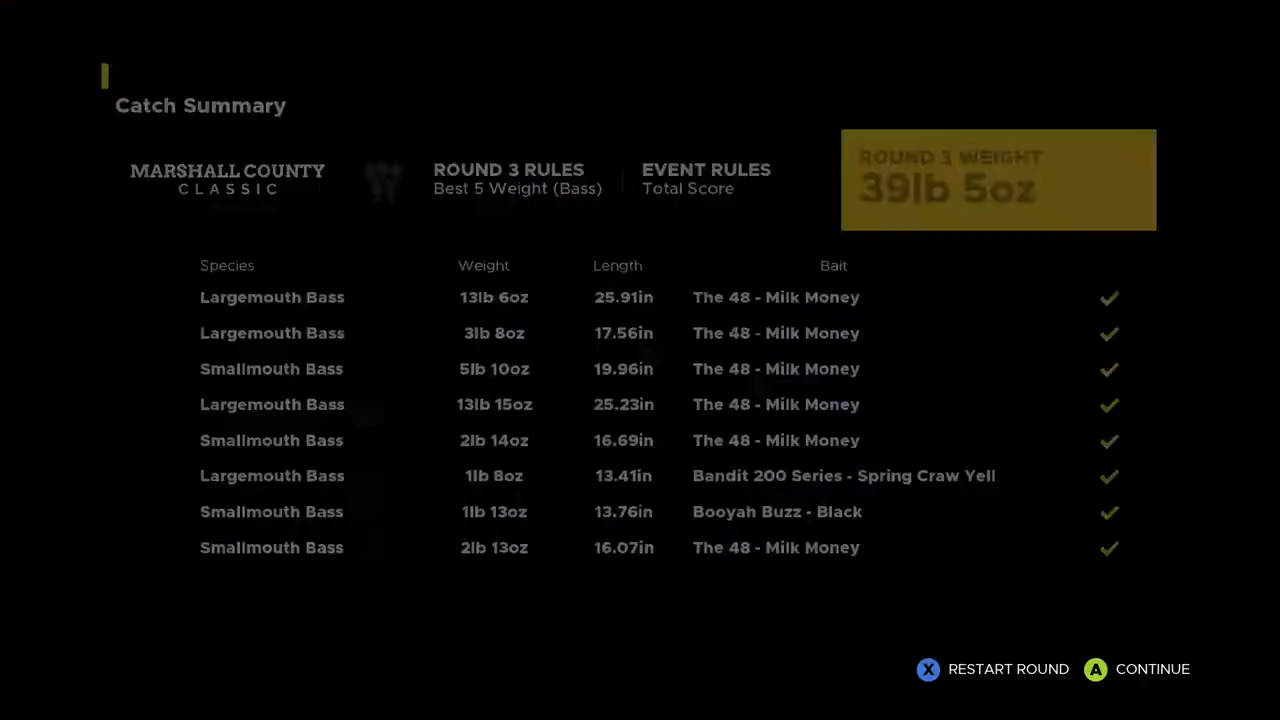 Catch Summary
MARSHALL COUNTY
CLASSIC
ROUND 3 RULES
Best 5 Weight (Bass)
EVENT RULES
Total Score
ROUND 3 WEIGHT
39lb 5oz
Species Weight Length Bait
Largemouth Bass 13lb 6oz 25.91in The 48 - Milk Money
Largemouth Bass 3lb 8oz 17.56in The 48 - Milk Money
Smallmouth Bass 5lb 10oz 19.96in The 48 - Milk Money
Largemouth Bass 13lb 15oz 25.23in The 48 - Milk Money
Smallmouth Bass 2lb 14oz 16.69in The 48 - Milk Money
Largemouth Bass 1lb 8oz 13.41in Bandit 200 Series - Spring Craw Yell
Smallmouth Bass 1lb 13oz 13.76in Booyah Buzz - Black
Smallmouth Bass 2lb 13oz 16.07in The 48 - Milk Money
X RESTART ROUND A CONTINUE